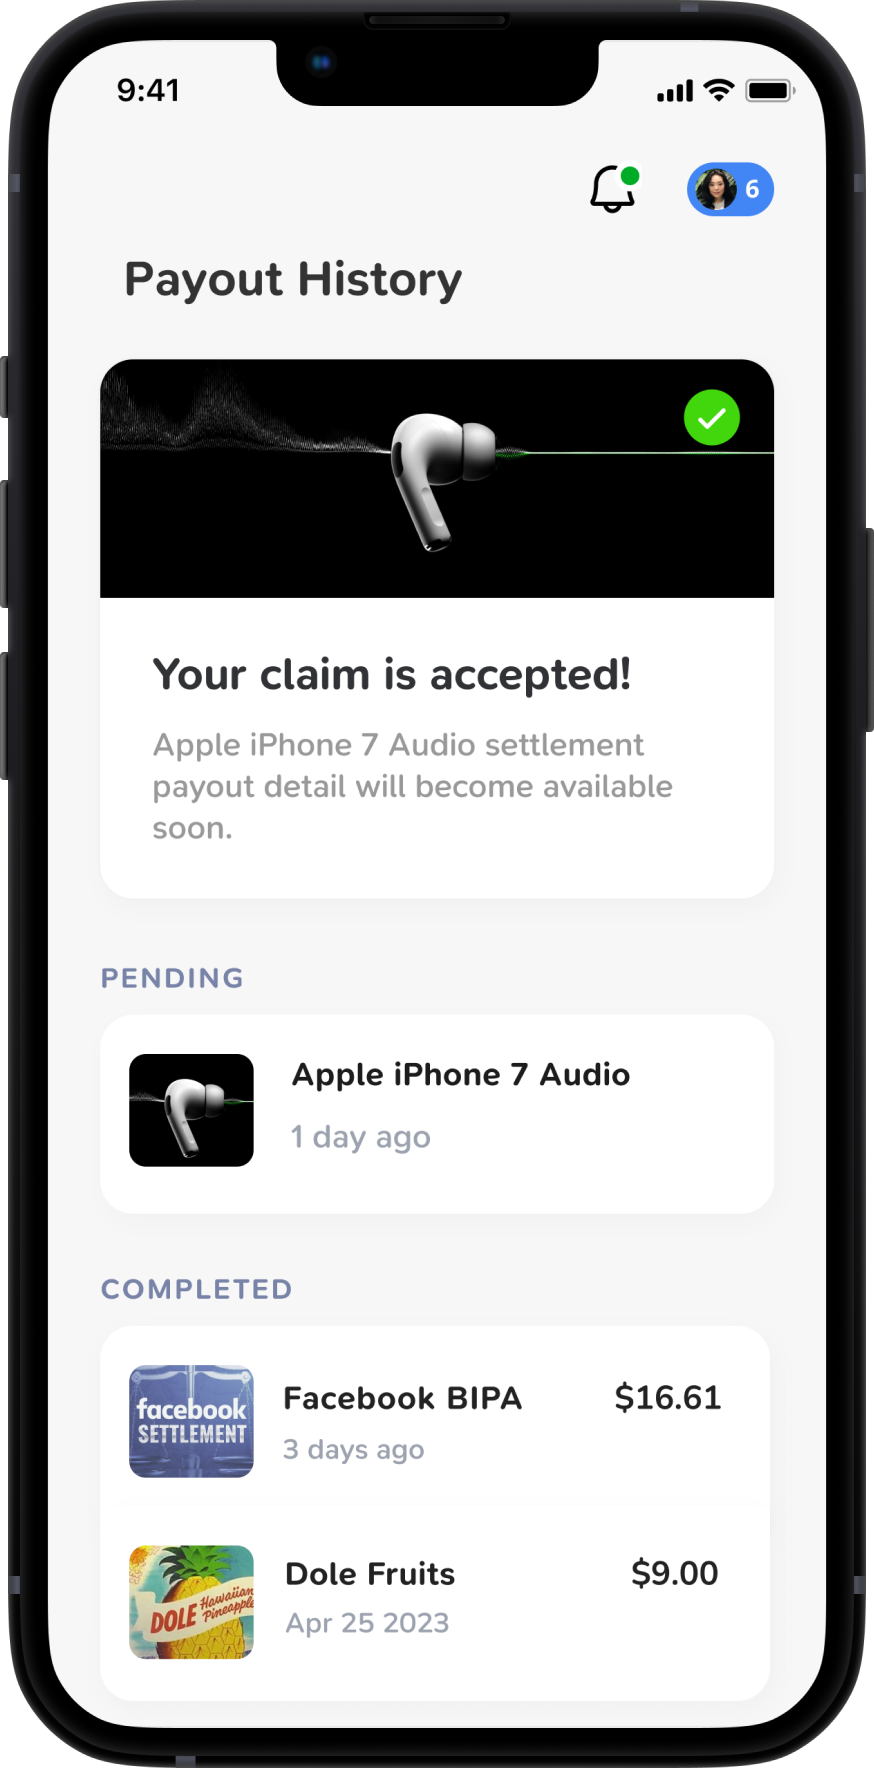 9:41
6
Payout History
Your claim is accepted!
Apple iPhone 7 Audio settlement
payout detail will become available
soon.
PENDING
Apple iPhone 7 Audio
1 day ago
COMPLETED
facebook
SETTLEMENT
Facebook BIPA
$16.61
3 days ago
DOLE Hawaiian
Pineapple
Dole Fruits
$9.00
Apr 25 2023